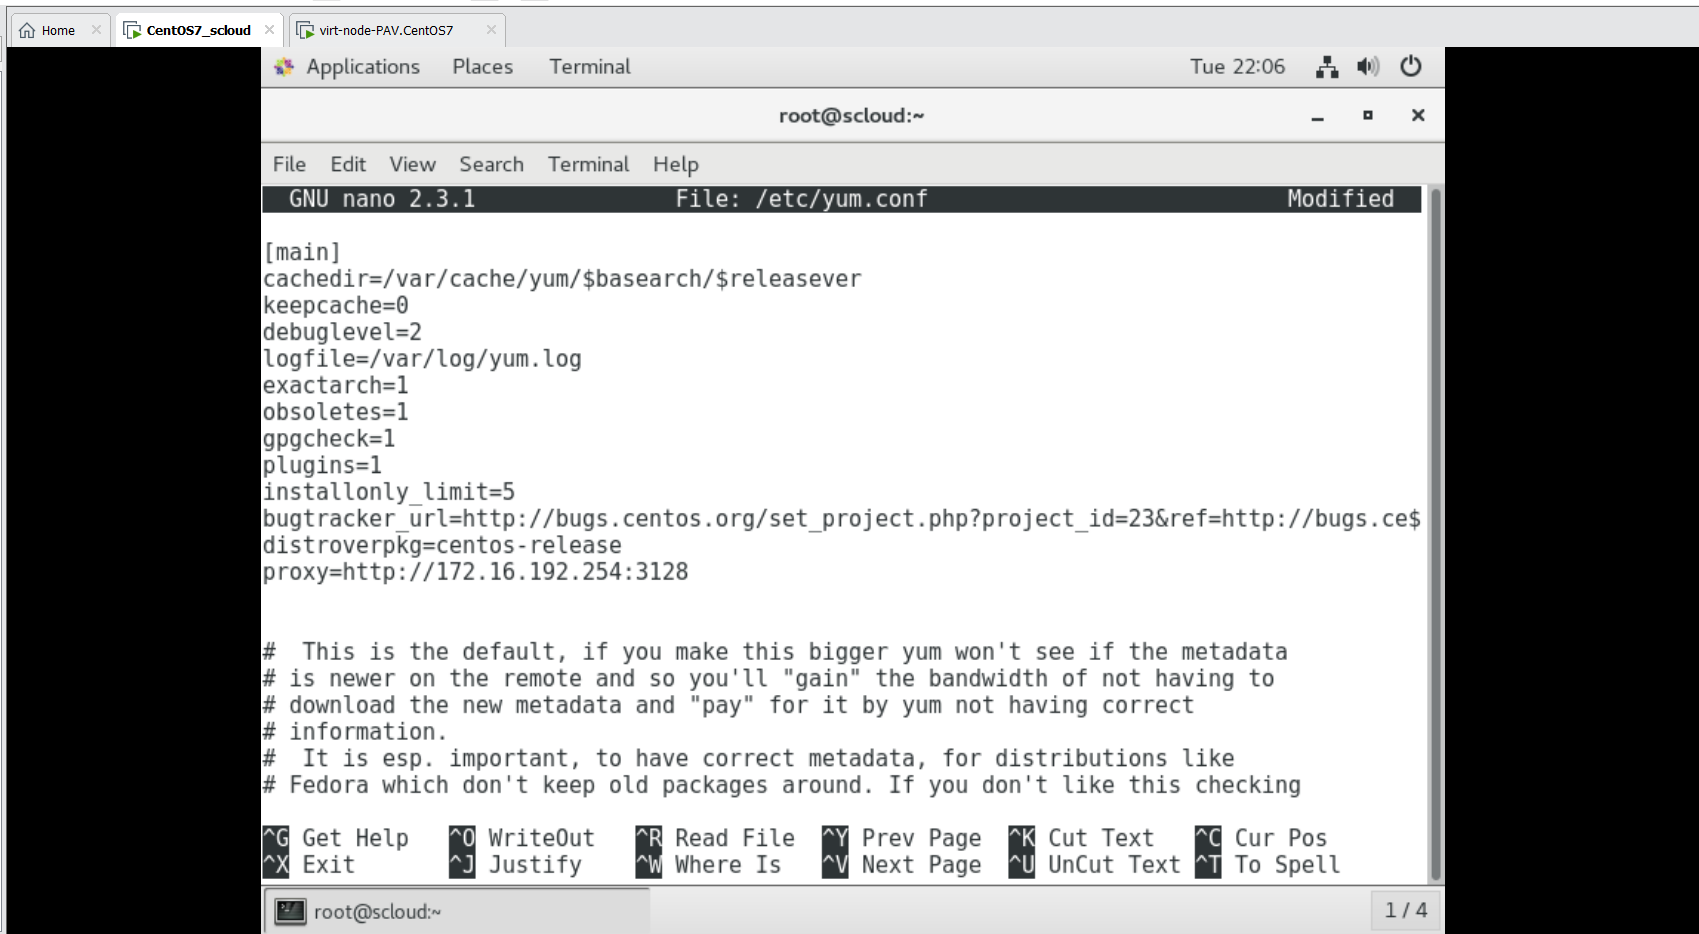 Home CentOS7_scloud virt-node-PAV.CentOS7
Applications Places Terminal Tue 22:06
root@scloud:~
File Edit View Search Terminal Help
GNU nano 2.3.1 File: /etc/yum.conf Modified
[main]
cachedir=/var/cache/yum/$basearch/$releasever
keepcache=0
debuglevel=2
logfile=/var/log/yum.log
exactarch=1
obsoletes=1
gpgcheck=1
plugins=1
installonly_limit=5
bugtracker_url=http://bugs.centos.org/set_project.php?project_id=23&ref=http://bugs.ce$
distroverpkg=centos-release
proxy=http://172.16.192.254:3128
#  This is the default, if you make this bigger yum won't see if the metadata
# is newer on the remote and so you'll "gain" the bandwidth of not having to
# download the new metadata and "pay" for it by yum not having correct
# information.
#  It is esp. important, to have correct metadata, for distributions like
# Fedora which don't keep old packages around. If you don't like this checking
^G Get Help ^O WriteOut ^R Read File ^Y Prev Page ^K Cut Text ^C Cur Pos
^X Exit ^J Justify ^W Where Is ^V Next Page ^U UnCut Text ^T To Spell
root@scloud:~ 1 / 4